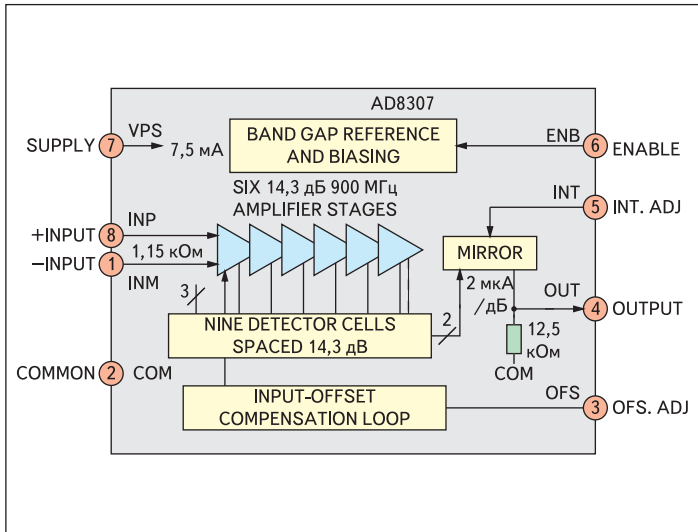 AD8307
SUPPLY
7
VPS
7,5 мА
BAND GAP REFERENCE
AND BIASING
ENB
6
ENABLE
SIX 14,3 дБ 900 МГц
AMPLIFIER STAGES
INT
5
INT. ADJ
+INPUT
8
INP
–INPUT
1
1,15 кОм
INM
MIRROR
3
2 мкА
/дБ
OUT
4
OUTPUT
NINE DETECTOR CELLS
SPACED 14,3 дВ
2
12,5
кОм
COM
COMMON
2
COM
INPUT-OFFSET
COMPENSATION LOOP
OFS
3
OFS. ADJ